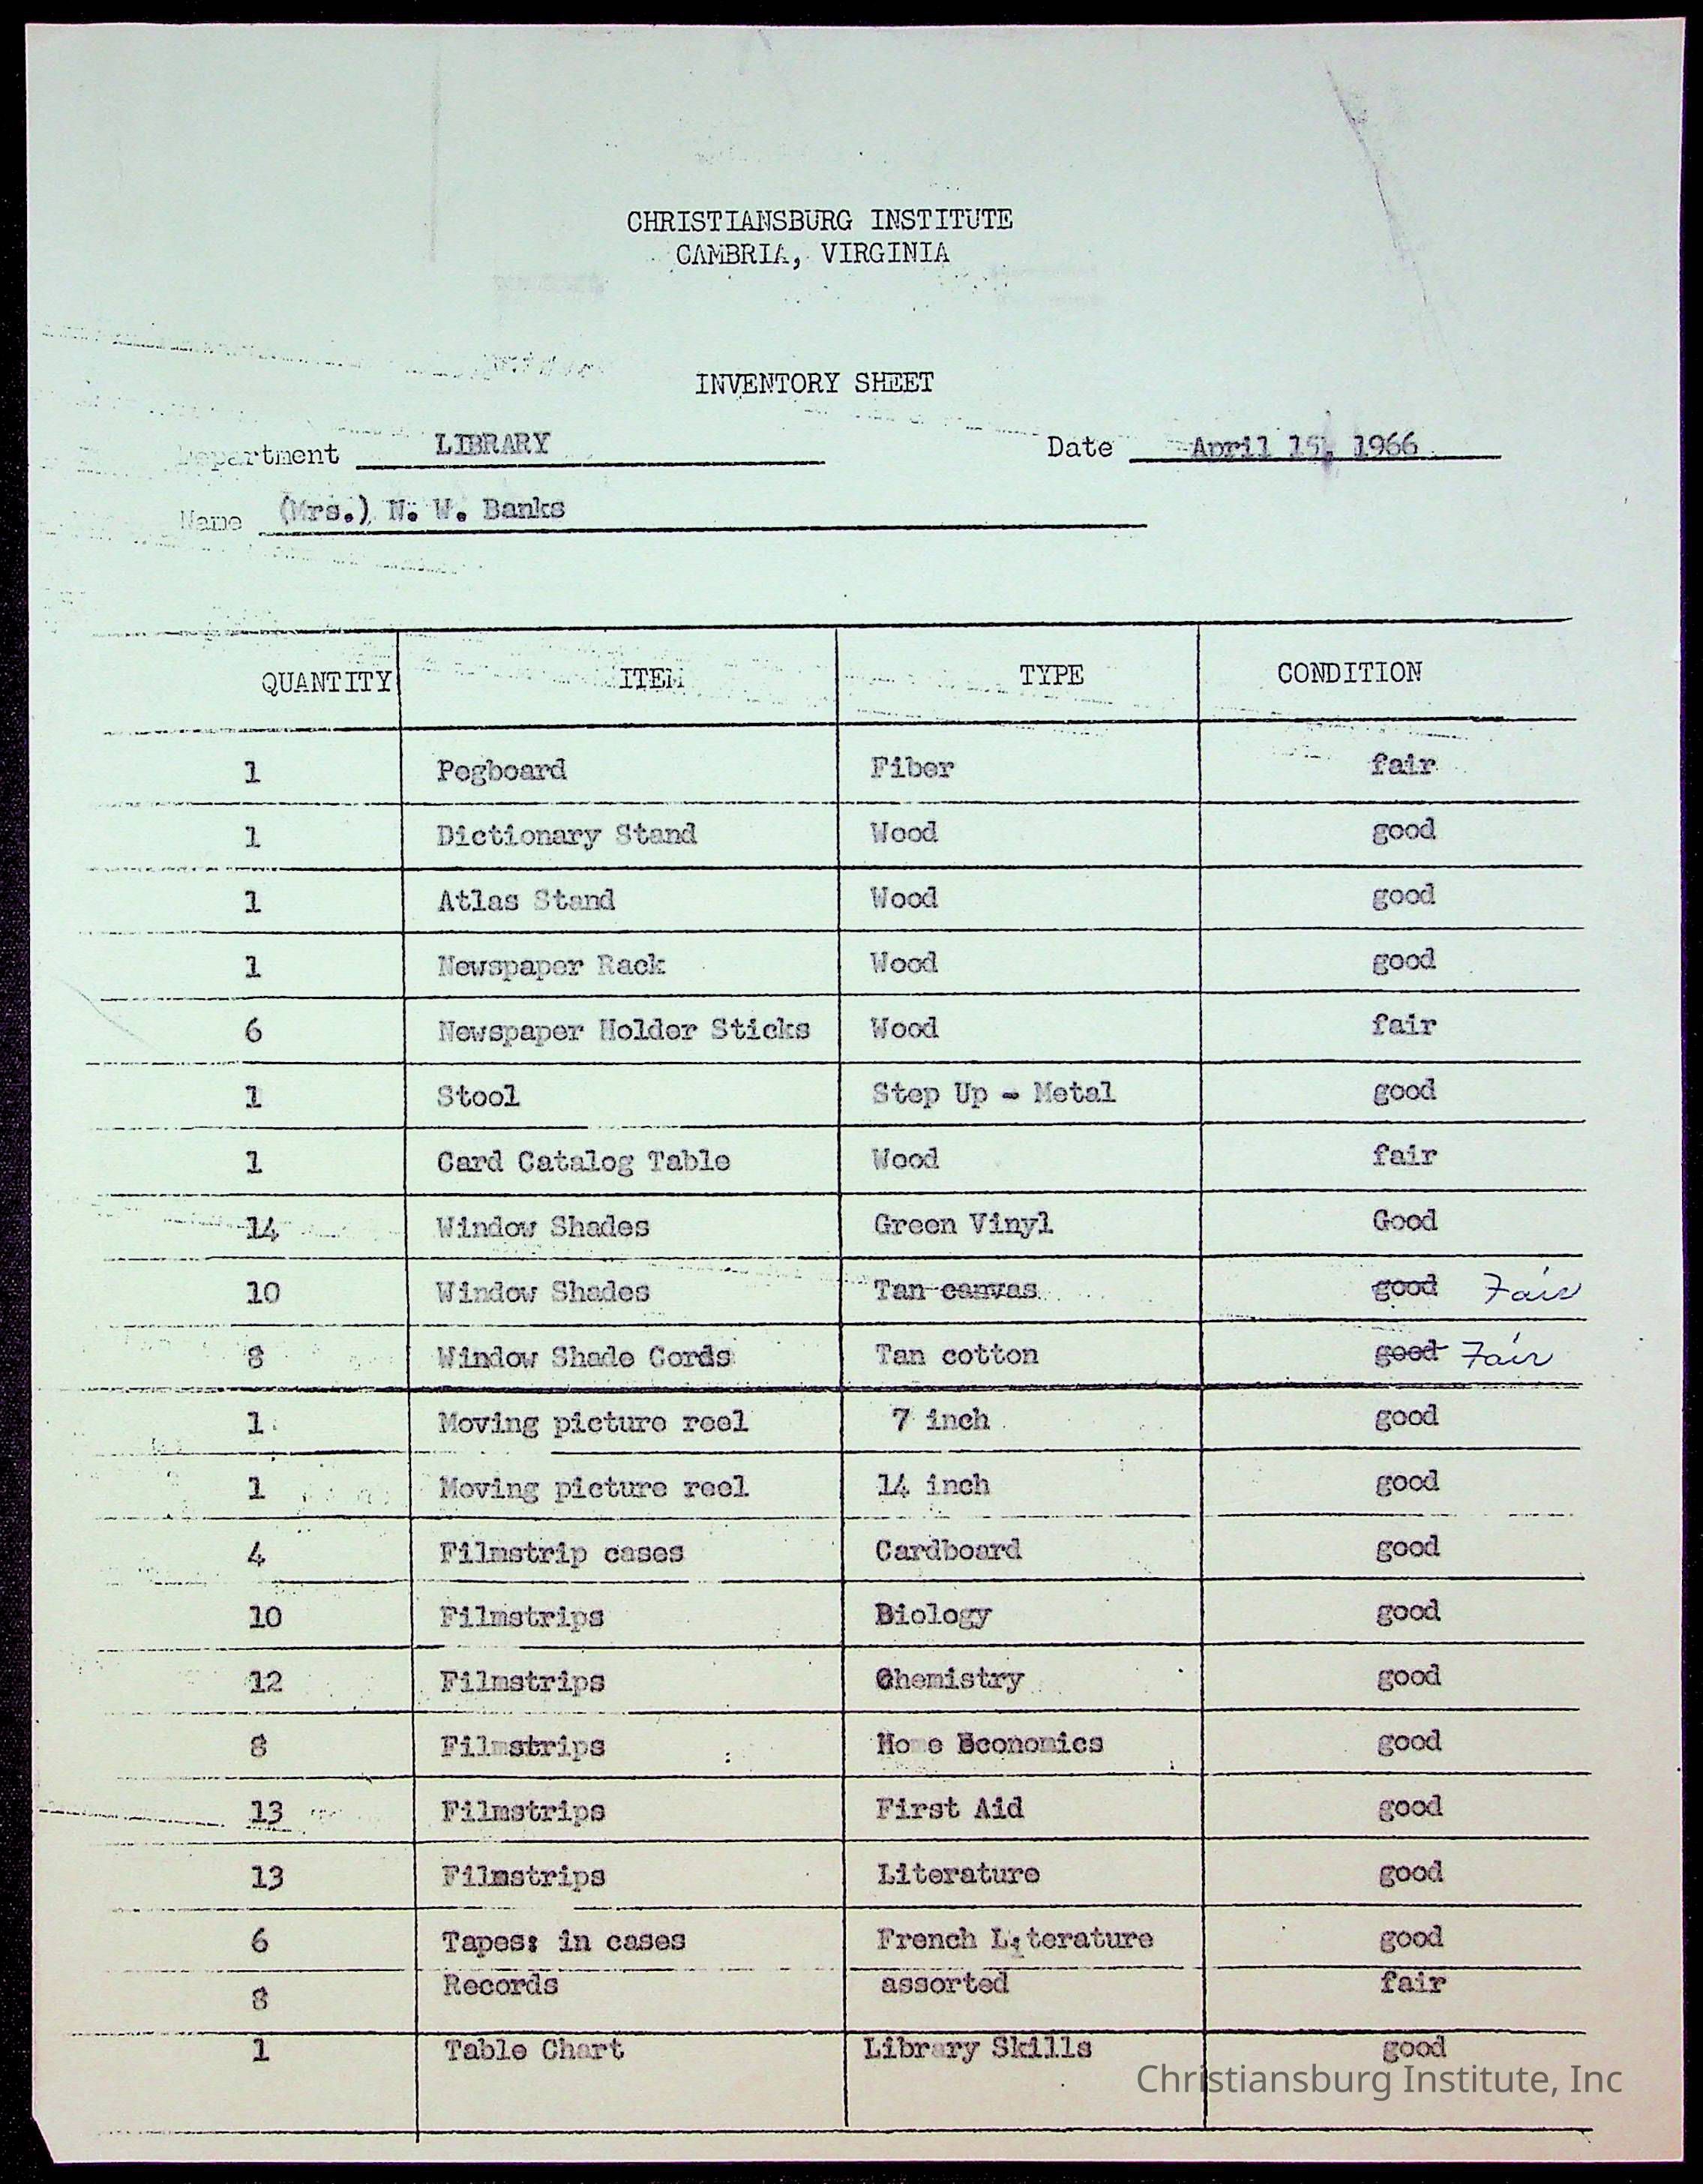 CHRISTIANSBURG INSTITUTE
CAMBRIA, VIRGINIA
INVENTORY SHEET
Department LIBRARY Date April 15, 1966
Name (Mrs.) N. W. Banks
QUANTITY ITEM TYPE CONDITION
1 Pegboard Fiber fair
1 Dictionary Stand Wood good
1 Atlas Stand Wood good
1 Newspaper Rack Wood good
6 Newspaper Holder Sticks Wood fair
1 Stool Step Up - Metal good
1 Card Catalog Table Wood fair
14 Window Shades Green Vinyl Good
10 Window Shades Tan canvas good Fair
8 Window Shade Cords Tan cotton good Fair
1 Moving picture reel 7 inch good
1 Moving picture reel 14 inch good
4 Filmstrip cases Cardboard good
10 Filmstrips Biology good
12 Filmstrips Chemistry good
8 Filmstrips Home Economics good
13 Filmstrips First Aid good
13 Filmstrips Literature good
6 Tapes: in cases French Literature good
8 Records assorted fair
1 Table Chart Library Skills good
Christiansburg Institute, Inc